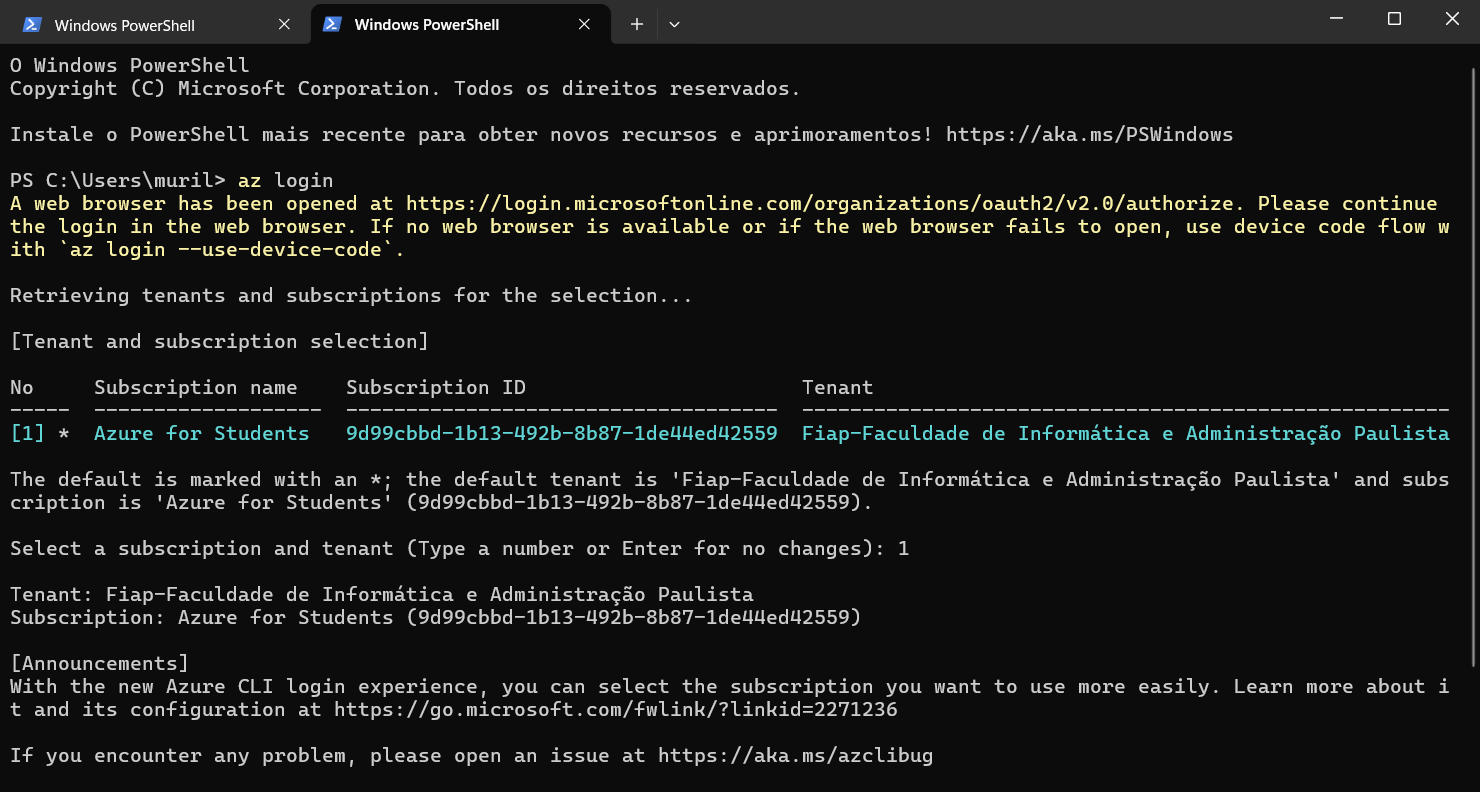 Windows PowerShell
Windows PowerShell
O Windows PowerShell
Copyright (C) Microsoft Corporation. Todos os direitos reservados.
Instale o PowerShell mais recente para obter novos recursos e aprimoramentos! https://aka.ms/PSWindows
PS C:\Users\muril> az login
A web browser has been opened at https://login.microsoftonline.com/organizations/oauth2/v2.0/authorize. Please continue
the login in the web browser. If no web browser is available or if the web browser fails to open, use device code flow w
ith `az login --use-device-code`.
Retrieving tenants and subscriptions for the selection...
[Tenant and subscription selection]
No     Subscription name    Subscription ID                       Tenant
-----  -------------------  ------------------------------------  ------------------------------------------------------
[1] *  Azure for Students   9d99cbbd-1b13-492b-8b87-1de44ed42559  Fiap-Faculdade de Informática e Administração Paulista
The default is marked with an *; the default tenant is 'Fiap-Faculdade de Informática e Administração Paulista' and subs
cription is 'Azure for Students' (9d99cbbd-1b13-492b-8b87-1de44ed42559).
Select a subscription and tenant (Type a number or Enter for no changes): 1
Tenant: Fiap-Faculdade de Informática e Administração Paulista
Subscription: Azure for Students (9d99cbbd-1b13-492b-8b87-1de44ed42559)
[Announcements]
With the new Azure CLI login experience, you can select the subscription you want to use more easily. Learn more about i
t and its configuration at https://go.microsoft.com/fwlink/?linkid=2271236
If you encounter any problem, please open an issue at https://aka.ms/azclibug